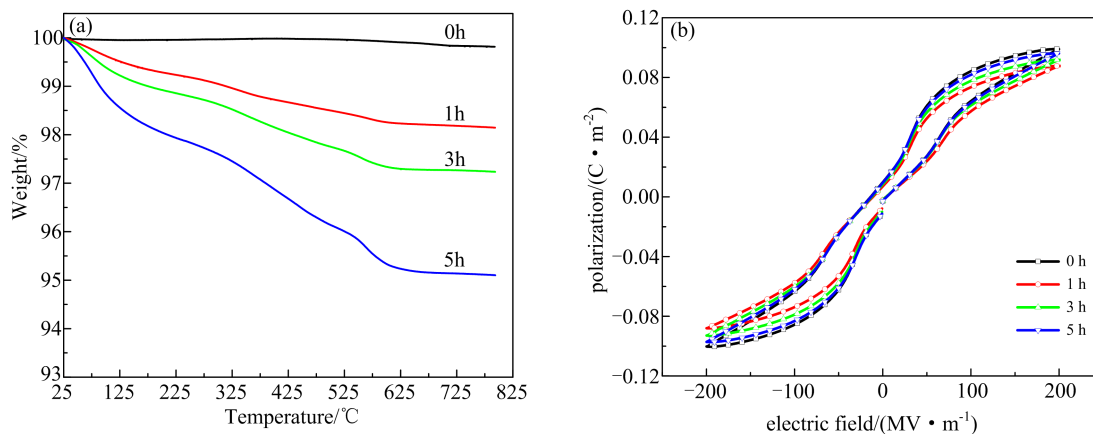 (a)
0h
1h
3h
5h
100
99
98
97
96
95
94
93
25 125 225 325 425 525 625 725 825
Weight/%
Temperature/℃
(b)
0.12
0.08
0.04
0.00
−0.04
−0.08
−0.12
−200 −100 0 100 200
polarization/(C·m⁻²)
electric field/(MV·m⁻¹)
0 h
1 h
3 h
5 h